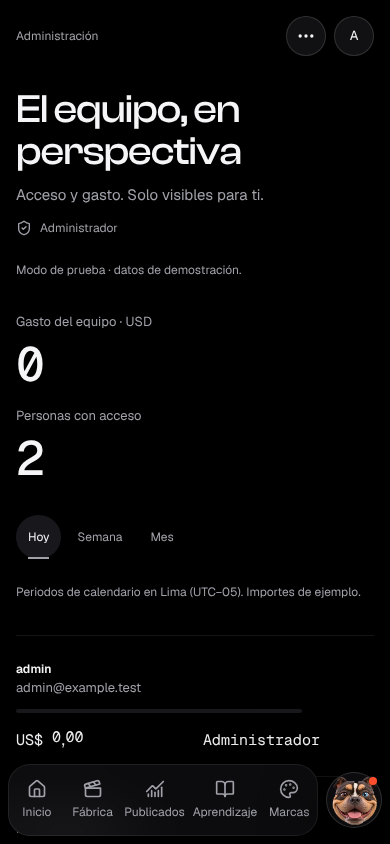 Administración
A
El equipo, en
perspectiva
Acceso y gasto. Solo visibles para ti.
Administrador
Modo de prueba · datos de demostración.
Gasto del equipo · USD
0
Personas con acceso
2
Hoy Semana Mes
Periodos de calendario en Lima (UTC−05). Importes de ejemplo.
admin
admin@example.test
US$ 0,00 Administrador
Inicio Fábrica Publicados Aprendizaje Marcas